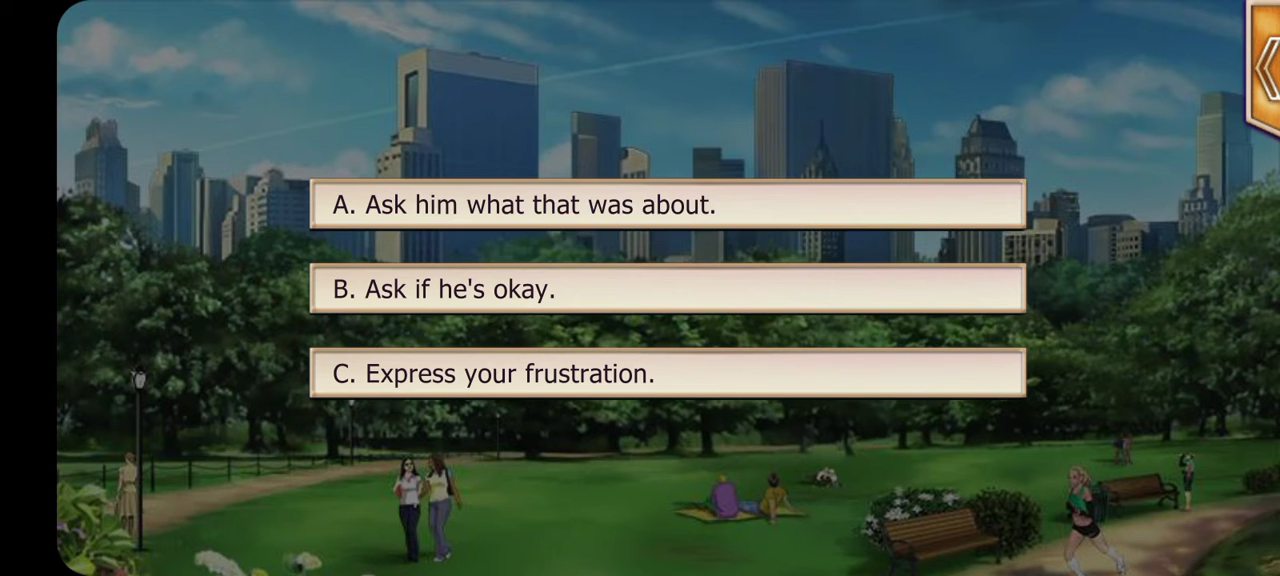 A. Ask him what that was about.
B. Ask if he's okay.
C. Express your frustration.